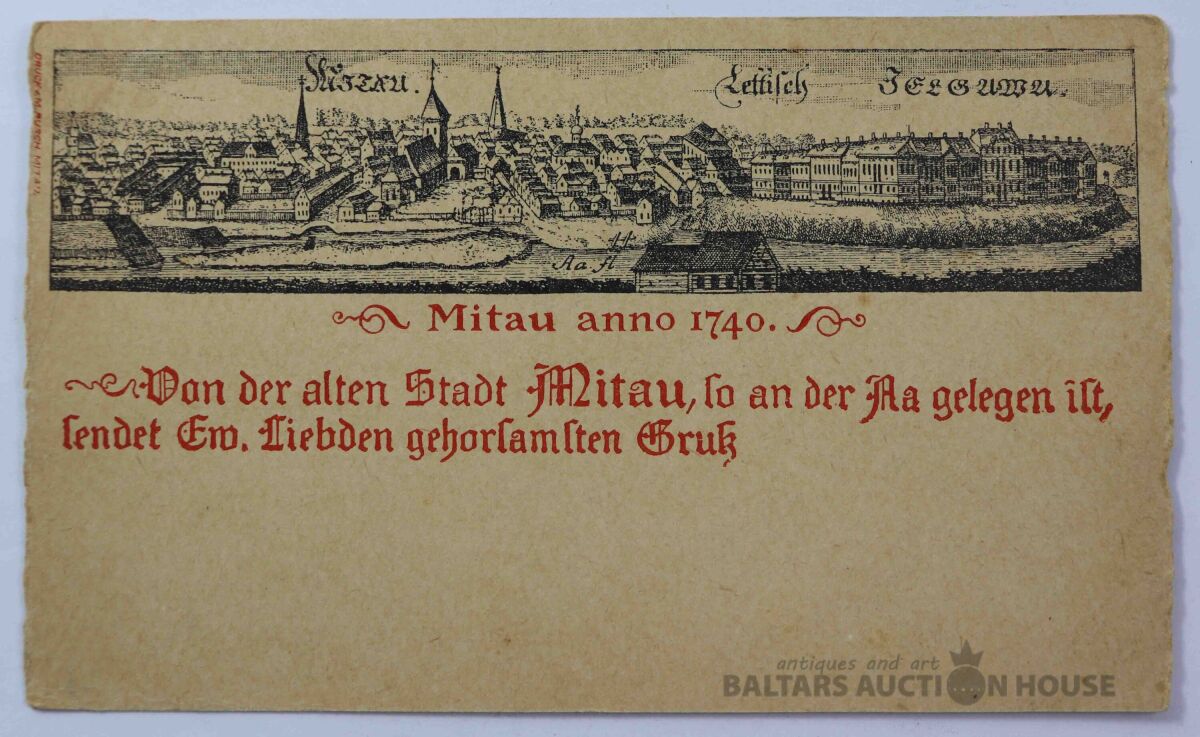 MITAU.
Lettisch JELGAWA.
44
Aa fl
Mitau anno 1740.
Von der alten Stadt Mitau, so an der Aa gelegen ist,
sendet Ew. Liebden gehorsamsten Gruß
antiques and art
BALTARS AUCTION HOUSE